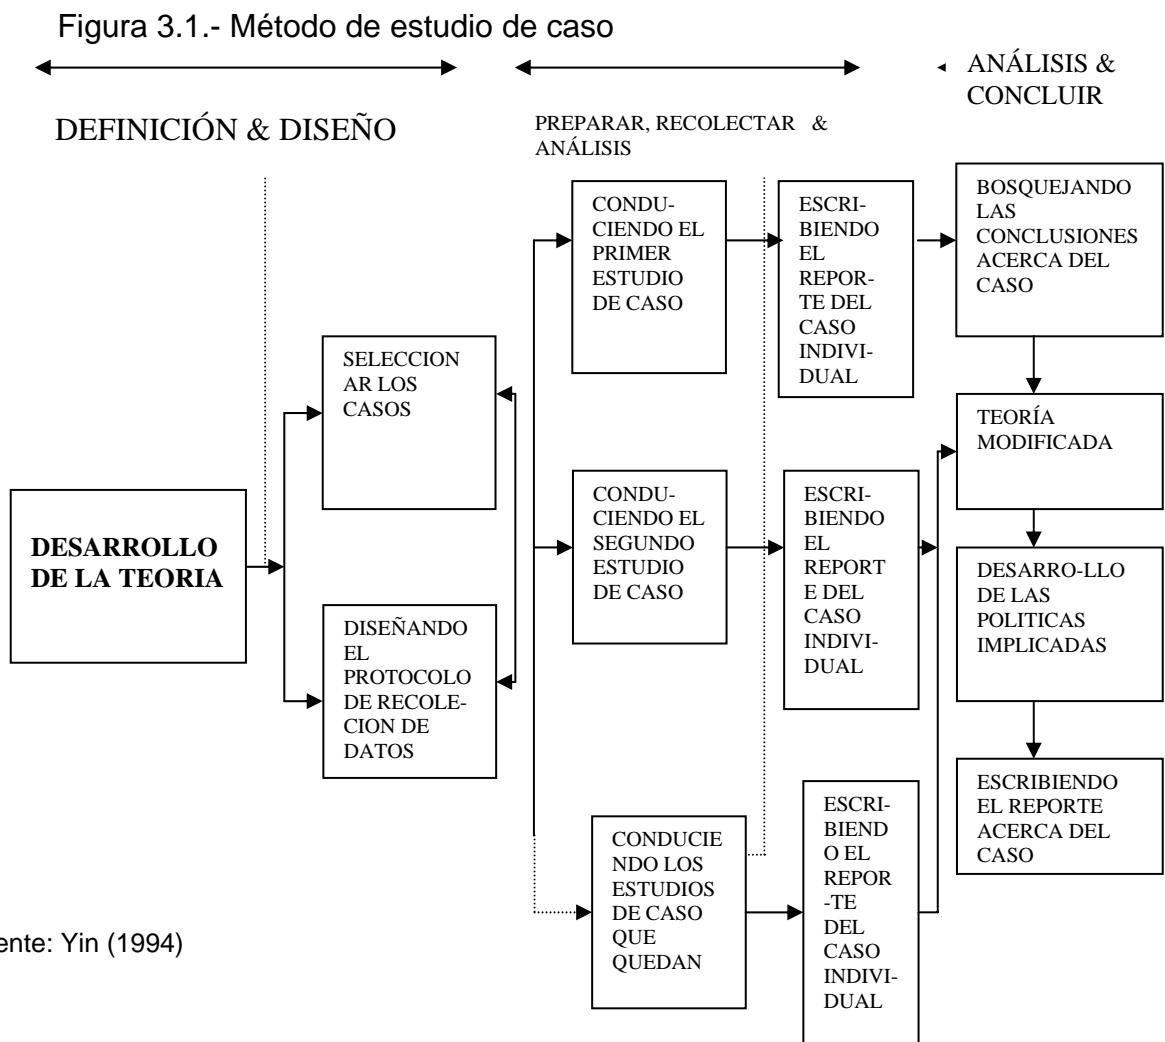 Figura 3.1.- Método de estudio de caso
DEFINICIÓN & DISEÑO
PREPARAR, RECOLECTAR &
ANÁLISIS
ANÁLISIS &
CONCLUIR
DESARROLLO
DE LA TEORIA
SELECCION
AR LOS
CASOS
DISEÑANDO
EL
PROTOCOLO
DE RECOLE-
CION DE
DATOS
CONDU-
CIENDO EL
PRIMER
ESTUDIO
DE CASO
ESCRI-
BIENDO
EL
REPOR-
TE DEL
CASO
INDIVI-
DUAL
CONDU-
CIENDO EL
SEGUNDO
ESTUDIO
DE CASO
ESCRI-
BIENDO
EL
REPORT
E DEL
CASO
INDIVI-
DUAL
CONDUCIE
NDO LOS
ESTUDIOS
DE CASO
QUE
QUEDAN
ESCRI-
BIEND
O EL
REPOR
-TE
DEL
CASO
INDIVI-
DUAL
BOSQUEJANDO
LAS
CONCLUSIONES
ACERCA DEL
CASO
TEORÍA
MODIFICADA
DESARRO-LLO
DE LAS
POLITICAS
IMPLICADAS
ESCRIBIENDO
EL REPORTE
ACERCA DEL
CASO
ente: Yin (1994)